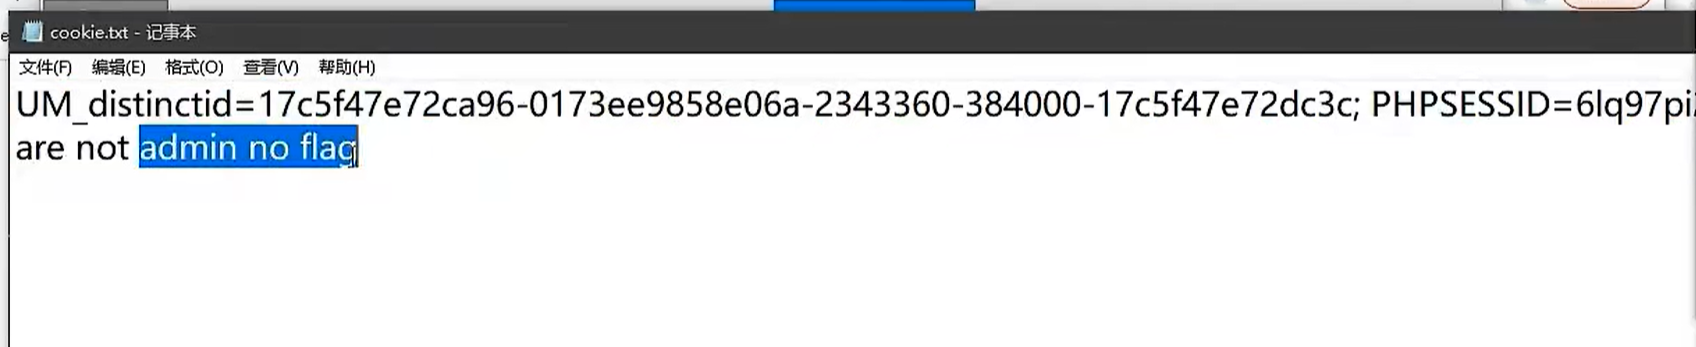 cookie.txt - 记事本
文件(F) 编辑(E) 格式(O) 查看(V) 帮助(H)
UM_distinctid=17c5f47e72ca96-0173ee9858e06a-2343360-384000-17c5f47e72dc3c; PHPSESSID=6lq97pi
are not admin no flag